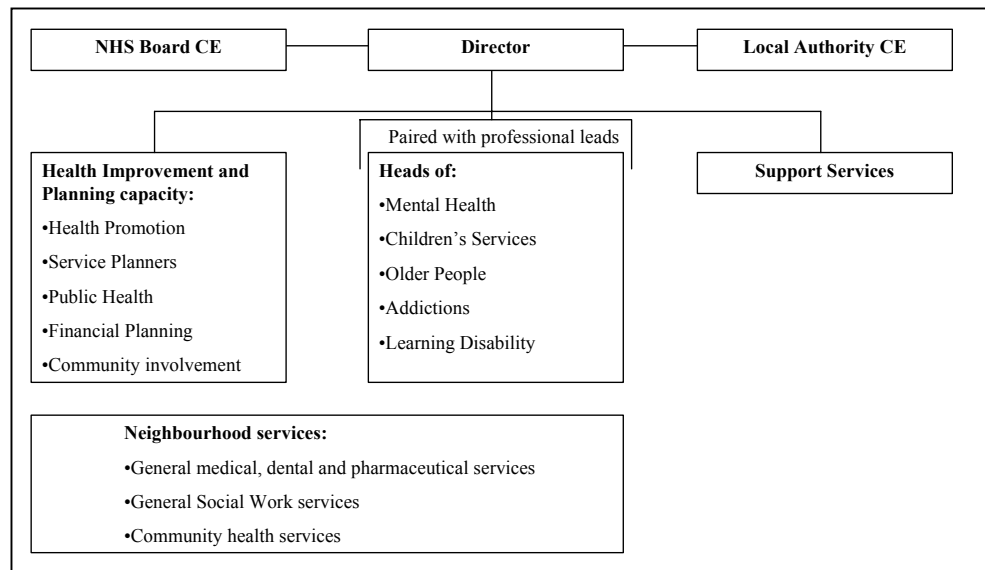 NHS Board CE
Director
Local Authority CE
Paired with professional leads
Health Improvement and
Planning capacity:
•Health Promotion
•Service Planners
•Public Health
•Financial Planning
•Community involvement
Heads of:
•Mental Health
•Children’s Services
•Older People
•Addictions
•Learning Disability
Support Services
Neighbourhood services:
•General medical, dental and pharmaceutical services
•General Social Work services
•Community health services